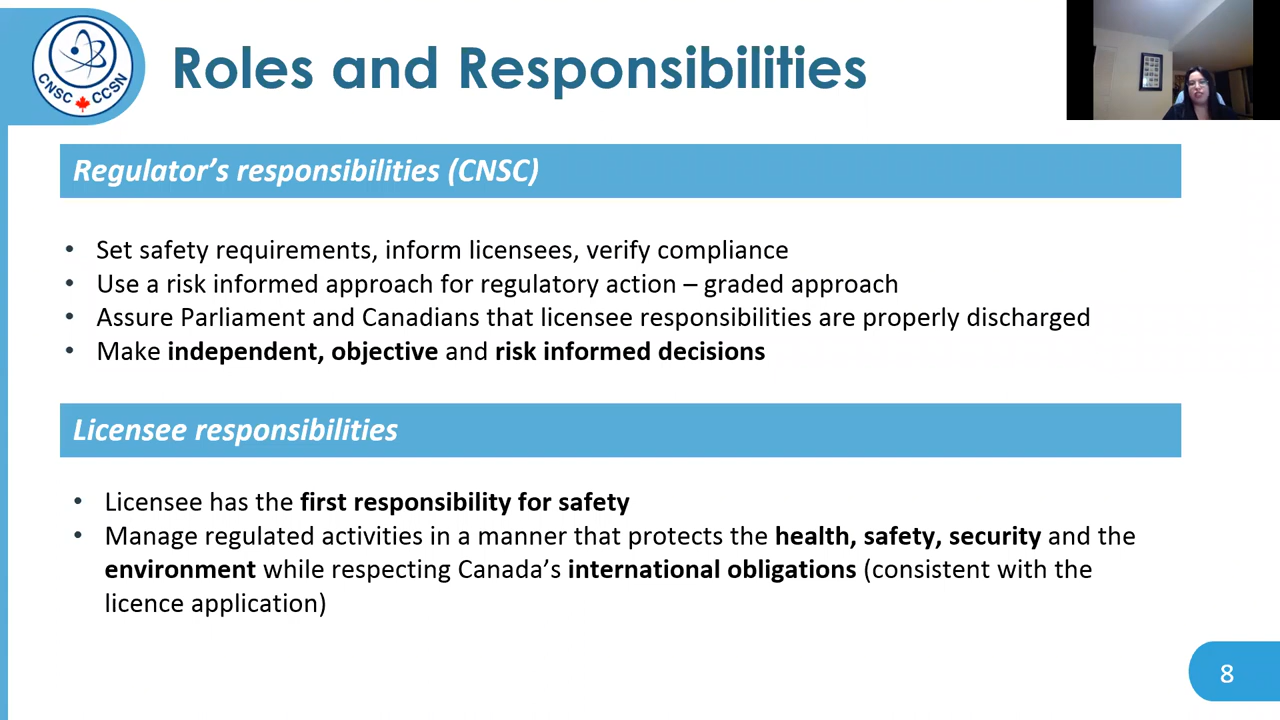 CNSC CCSN
Roles and Responsibilities
Regulator’s responsibilities (CNSC)
• Set safety requirements, inform licensees, verify compliance
• Use a risk informed approach for regulatory action – graded approach
• Assure Parliament and Canadians that licensee responsibilities are properly discharged
• Make independent, objective and risk informed decisions
Licensee responsibilities
• Licensee has the first responsibility for safety
• Manage regulated activities in a manner that protects the health, safety, security and the
environment while respecting Canada’s international obligations (consistent with the
licence application)
8